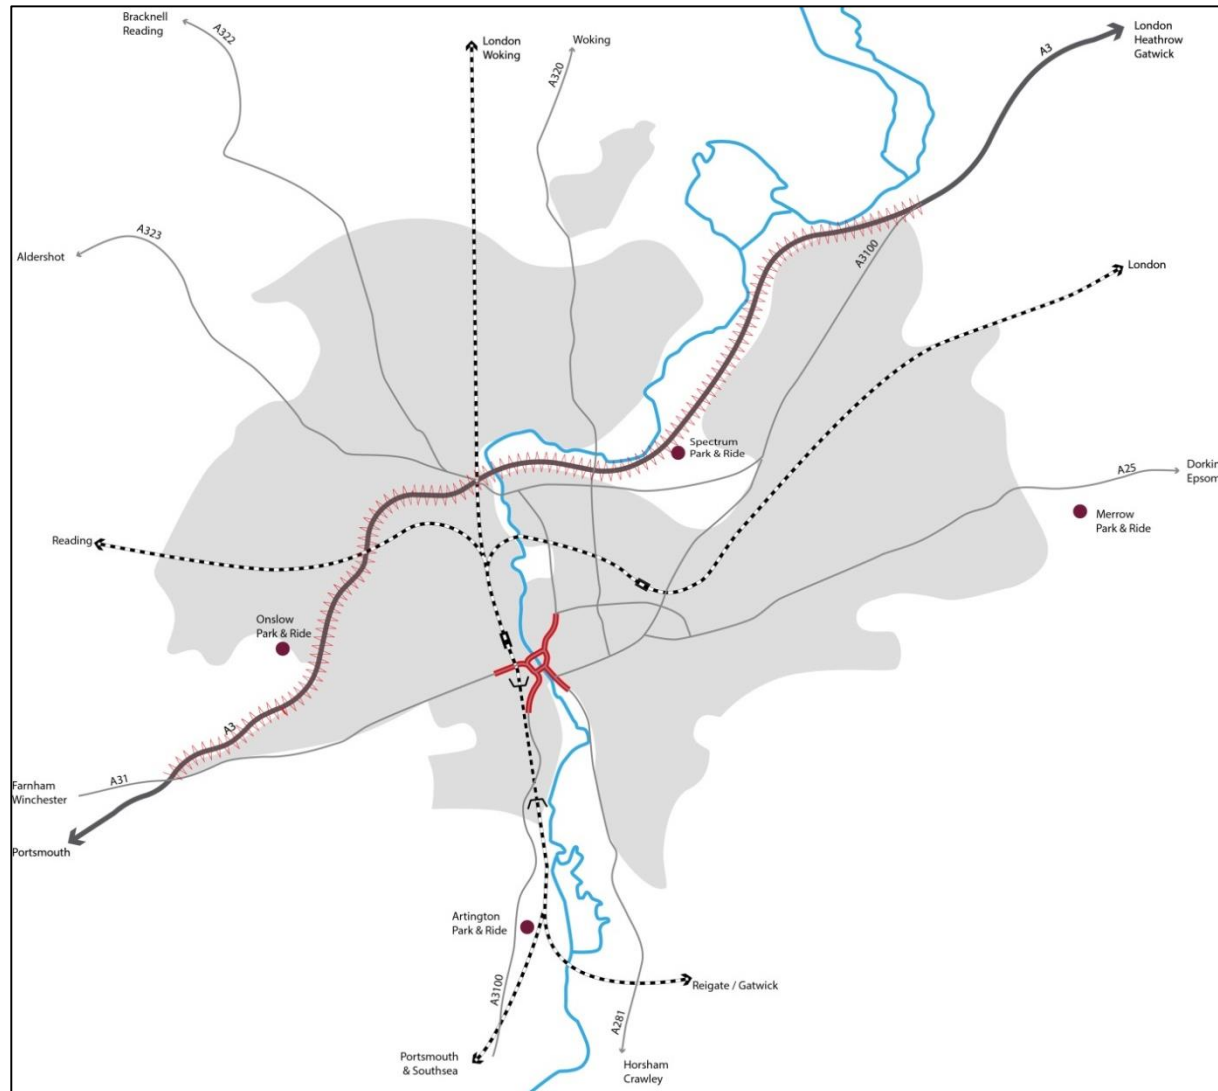 Bracknell
Reading
A322
London
Woking
Woking
A320
London
Heathrow
Gatwick
A3
A323
Aldershot
A3100
London
Spectrum
Park & Ride
A25
Dorkin
Epsom
Merrow
Park & Ride
Reading
Onslow
Park & Ride
A3
A31
Farnham
Winchester
Portsmouth
Artington
Park & Ride
A3100
Reigate / Gatwick
A281
Portsmouth
& Southsea
Horsham
Crawley